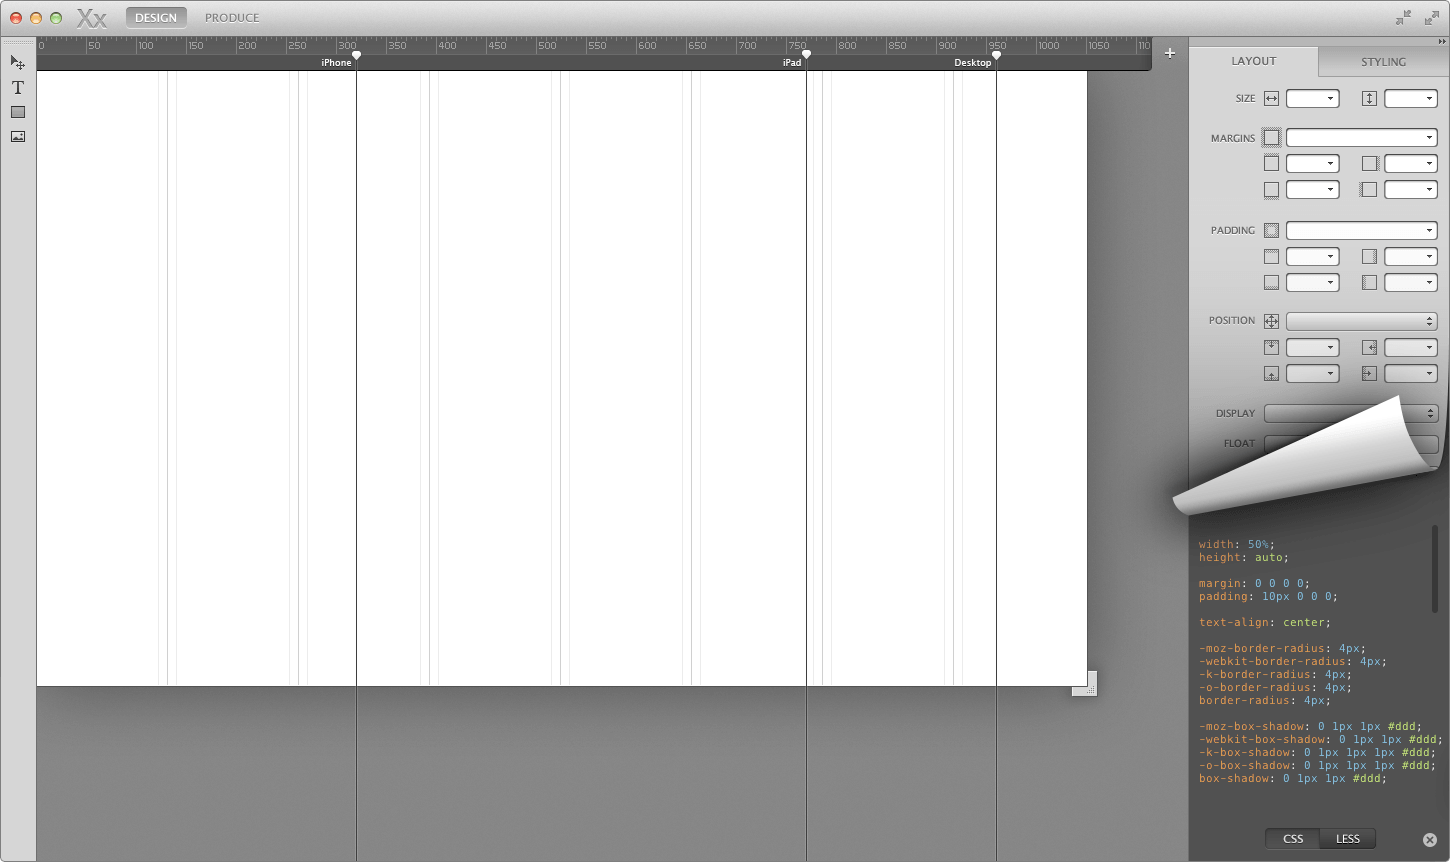 Xx DESIGN PRODUCE
0 50 100 150 200 250 300 350 400 450 500 550 600 650 700 750 800 850 900 950 1000 1050 110
iPhone iPad Desktop +
T
LAYOUT STYLING
SIZE
MARGINS
PADDING
POSITION
DISPLAY
FLOAT
width: 50%;
height: auto;
margin: 0 0 0 0;
padding: 10px 0 0 0;
text-align: center;
-moz-border-radius: 4px;
-webkit-border-radius: 4px;
-k-border-radius: 4px;
-o-border-radius: 4px;
border-radius: 4px;
-moz-box-shadow: 0 1px 1px #ddd;
-webkit-box-shadow: 0 1px 1px #ddd;
-k-box-shadow: 0 1px 1px 1px #ddd;
-o-box-shadow: 0 1px 1px 1px #ddd;
box-shadow: 0 1px 1px #ddd;
CSS LESS